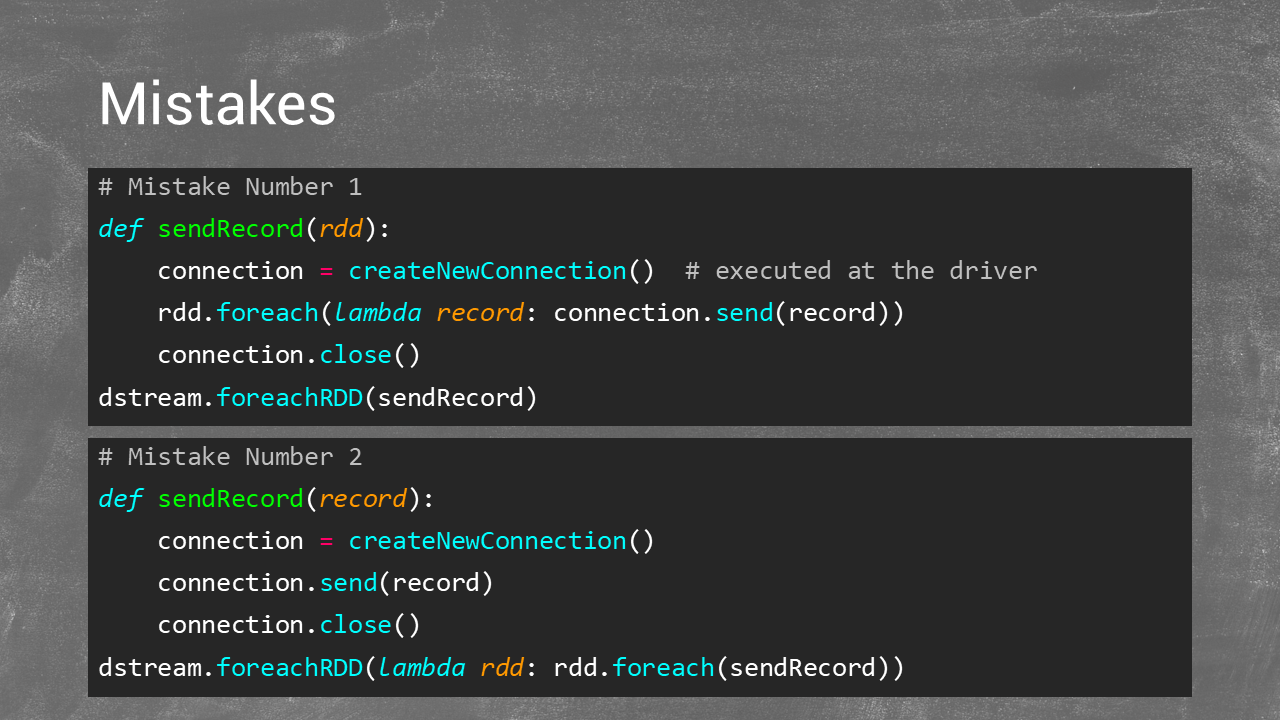 Mistakes
# Mistake Number 1
def sendRecord(rdd):
    connection = createNewConnection()  # executed at the driver
    rdd.foreach(lambda record: connection.send(record))
    connection.close()
dstream.foreachRDD(sendRecord)
# Mistake Number 2
def sendRecord(record):
    connection = createNewConnection()
    connection.send(record)
    connection.close()
dstream.foreachRDD(lambda rdd: rdd.foreach(sendRecord))